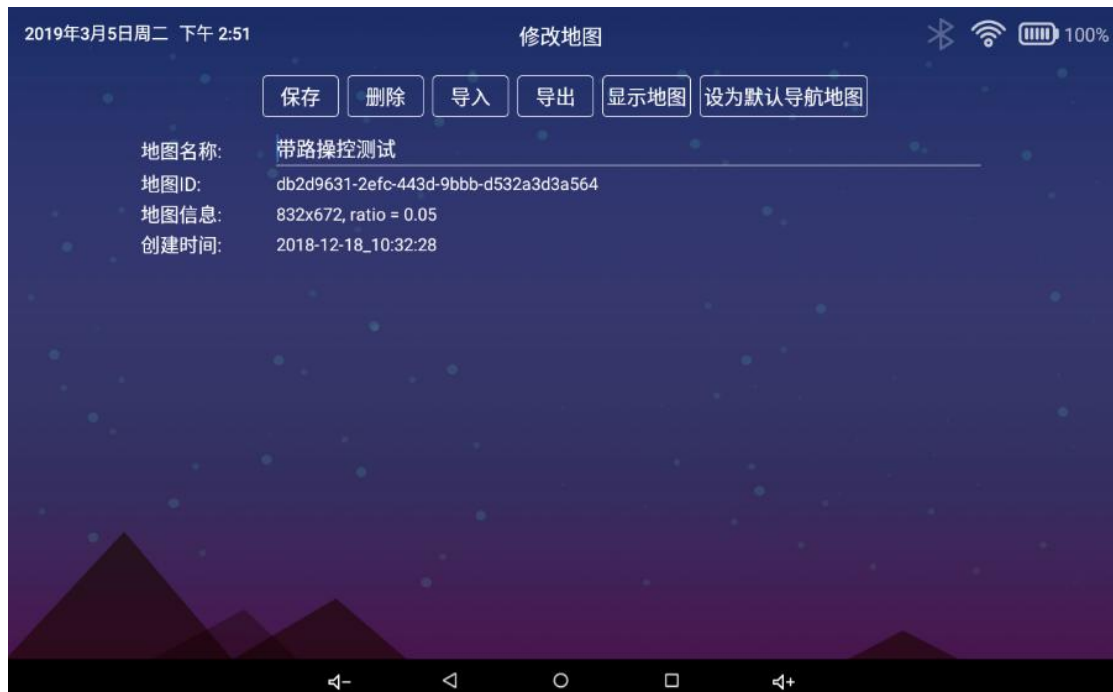 2019年3月5日周二 下午 2:51 修改地图 100%
保存 删除 导入 导出 显示地图 设为默认导航地图
地图名称: 带路操控测试
地图ID: db2d9631-2efc-443d-9bbb-d532a3d3a564
地图信息: 832x672, ratio = 0.05
创建时间: 2018-12-18_10:32:28